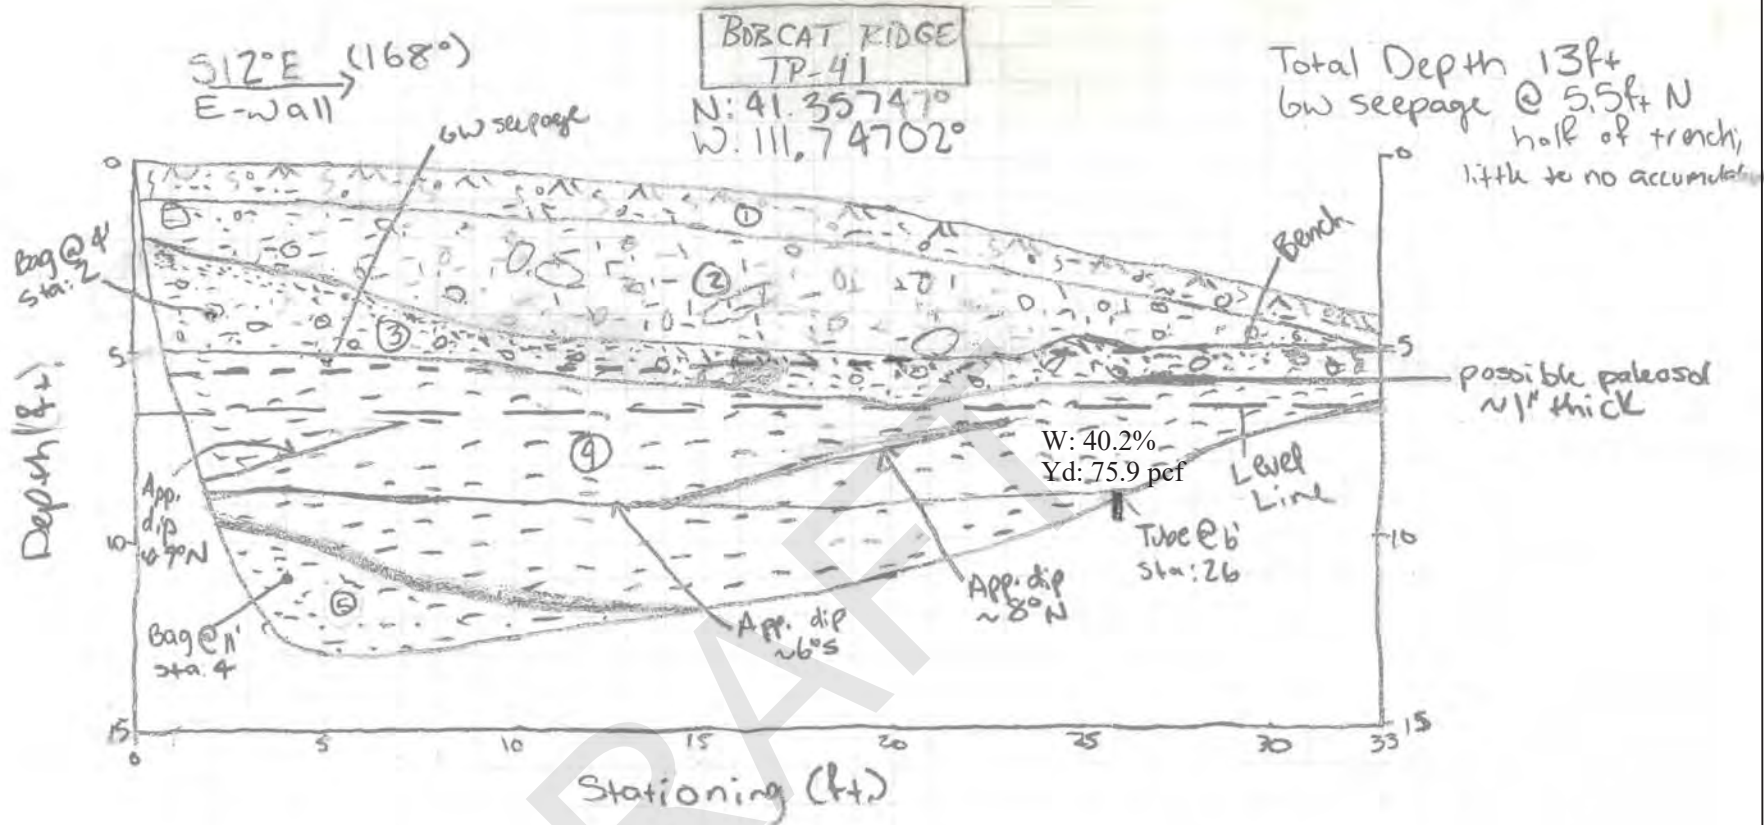 BOBCAT RIDGE
TP-41
N: 41.35747°
W: 111.74702°
S12°E (168°)
E-wall
GW seepage
Total Depth 13ft
GW seepage @ 5.5ft N
half of trench,
little to no accumulation
0
5
10
15
Depth (ft.)
0
5
10
15
Bag @ 4'
Sta: 2
①
②
③
④
⑤
Bench
possible paleosol
~1" thick
W: 40.2%
Yd: 75.9 pcf
Level
Line
App.
dip
~9°N
Tube @ 6'
Sta: 26
App. dip
~8°N
App. dip
~6°S
Bag @ 11'
Sta: 4
0
5
10
15
20
25
30
33
Stationing (ft.)
DRAFT